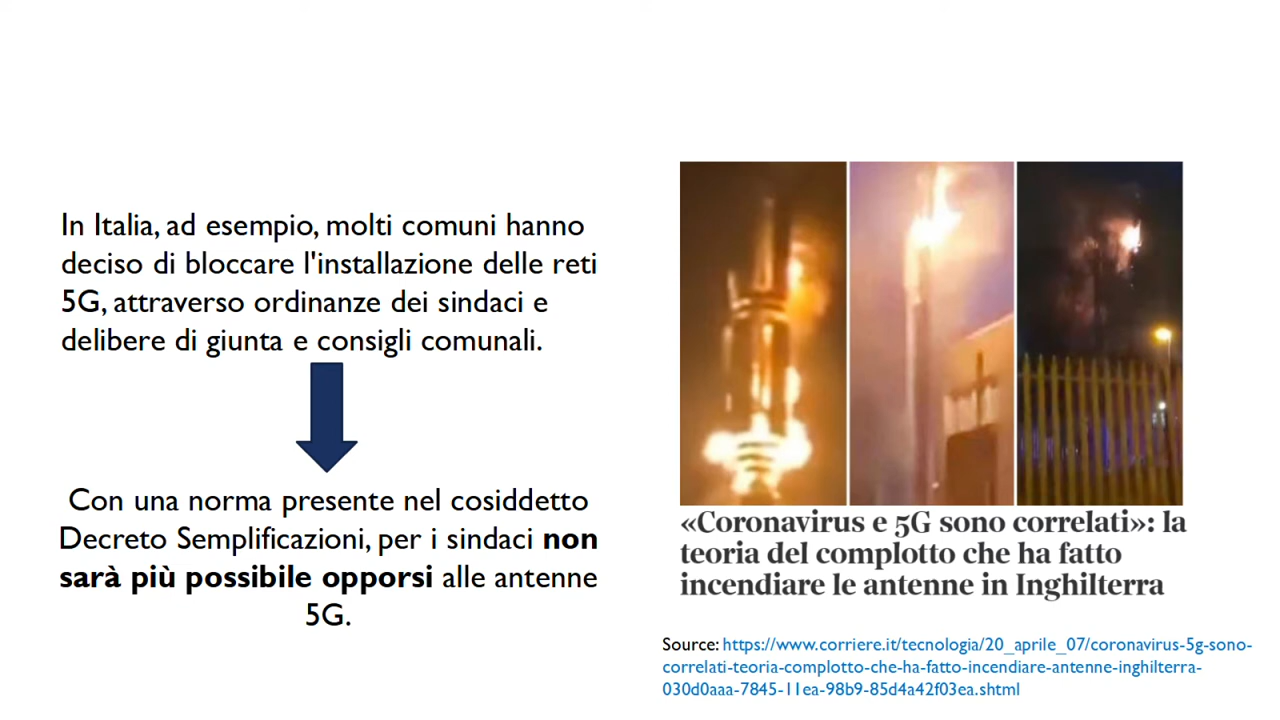 In Italia, ad esempio, molti comuni hanno
deciso di bloccare l'installazione delle reti
5G, attraverso ordinanze dei sindaci e
delibere di giunta e consigli comunali.
Con una norma presente nel cosiddetto
Decreto Semplificazioni, per i sindaci non
sarà più possibile opporsi alle antenne
5G.
«Coronavirus e 5G sono correlati»: la
teoria del complotto che ha fatto
incendiare le antenne in Inghilterra
Source: https://www.corriere.it/tecnologia/20_aprile_07/coronavirus-5g-sono-
correlati-teoria-complotto-che-ha-fatto-incendiare-antenne-inghilterra-
030d0aaa-7845-11ea-98b9-85d4a42f03ea.shtml